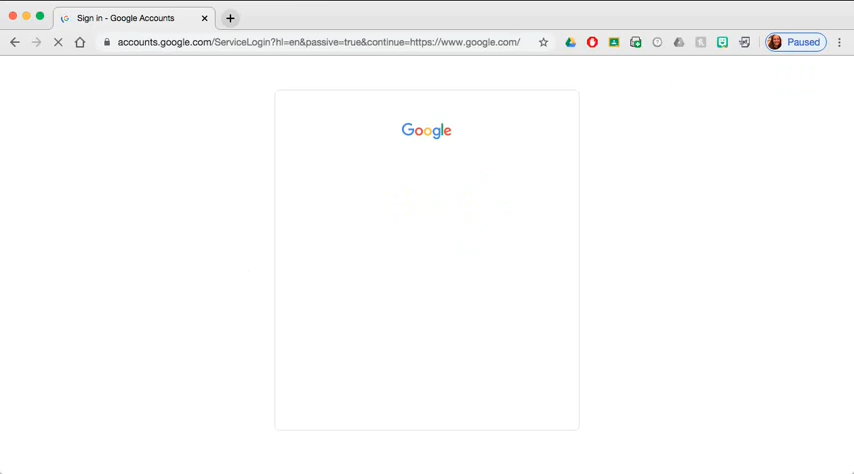 Sign in - Google Accounts
accounts.google.com/ServiceLogin?hl=en&passive=true&continue=https://www.google.com/
Paused
Google